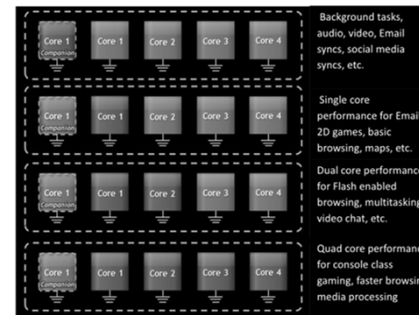 Core 1
Companion
Core 1
Core 2
Core 3
Core 4
Background tasks,
audio, video, Email
syncs, social media
syncs, etc.
Core 1
Companion
Core 1
Core 2
Core 3
Core 4
Single core
performance for Email
2D games, basic
browsing, maps, etc.
Core 1
Companion
Core 1
Core 2
Core 3
Core 4
Dual core performance
for Flash enabled
browsing, multitasking
video chat, etc.
Core 1
Companion
Core 1
Core 2
Core 3
Core 4
Quad core performanc
for console class
gaming, faster browsin
media processing